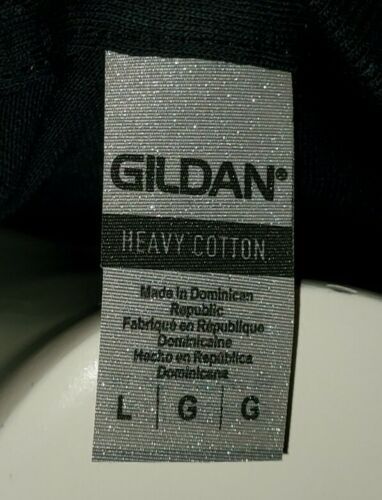 GILDAN®
HEAVY COTTON
Made in Dominican
Republic
Fabriqué en République
Dominicaine
Hecho en República
Dominicana
L | G | G